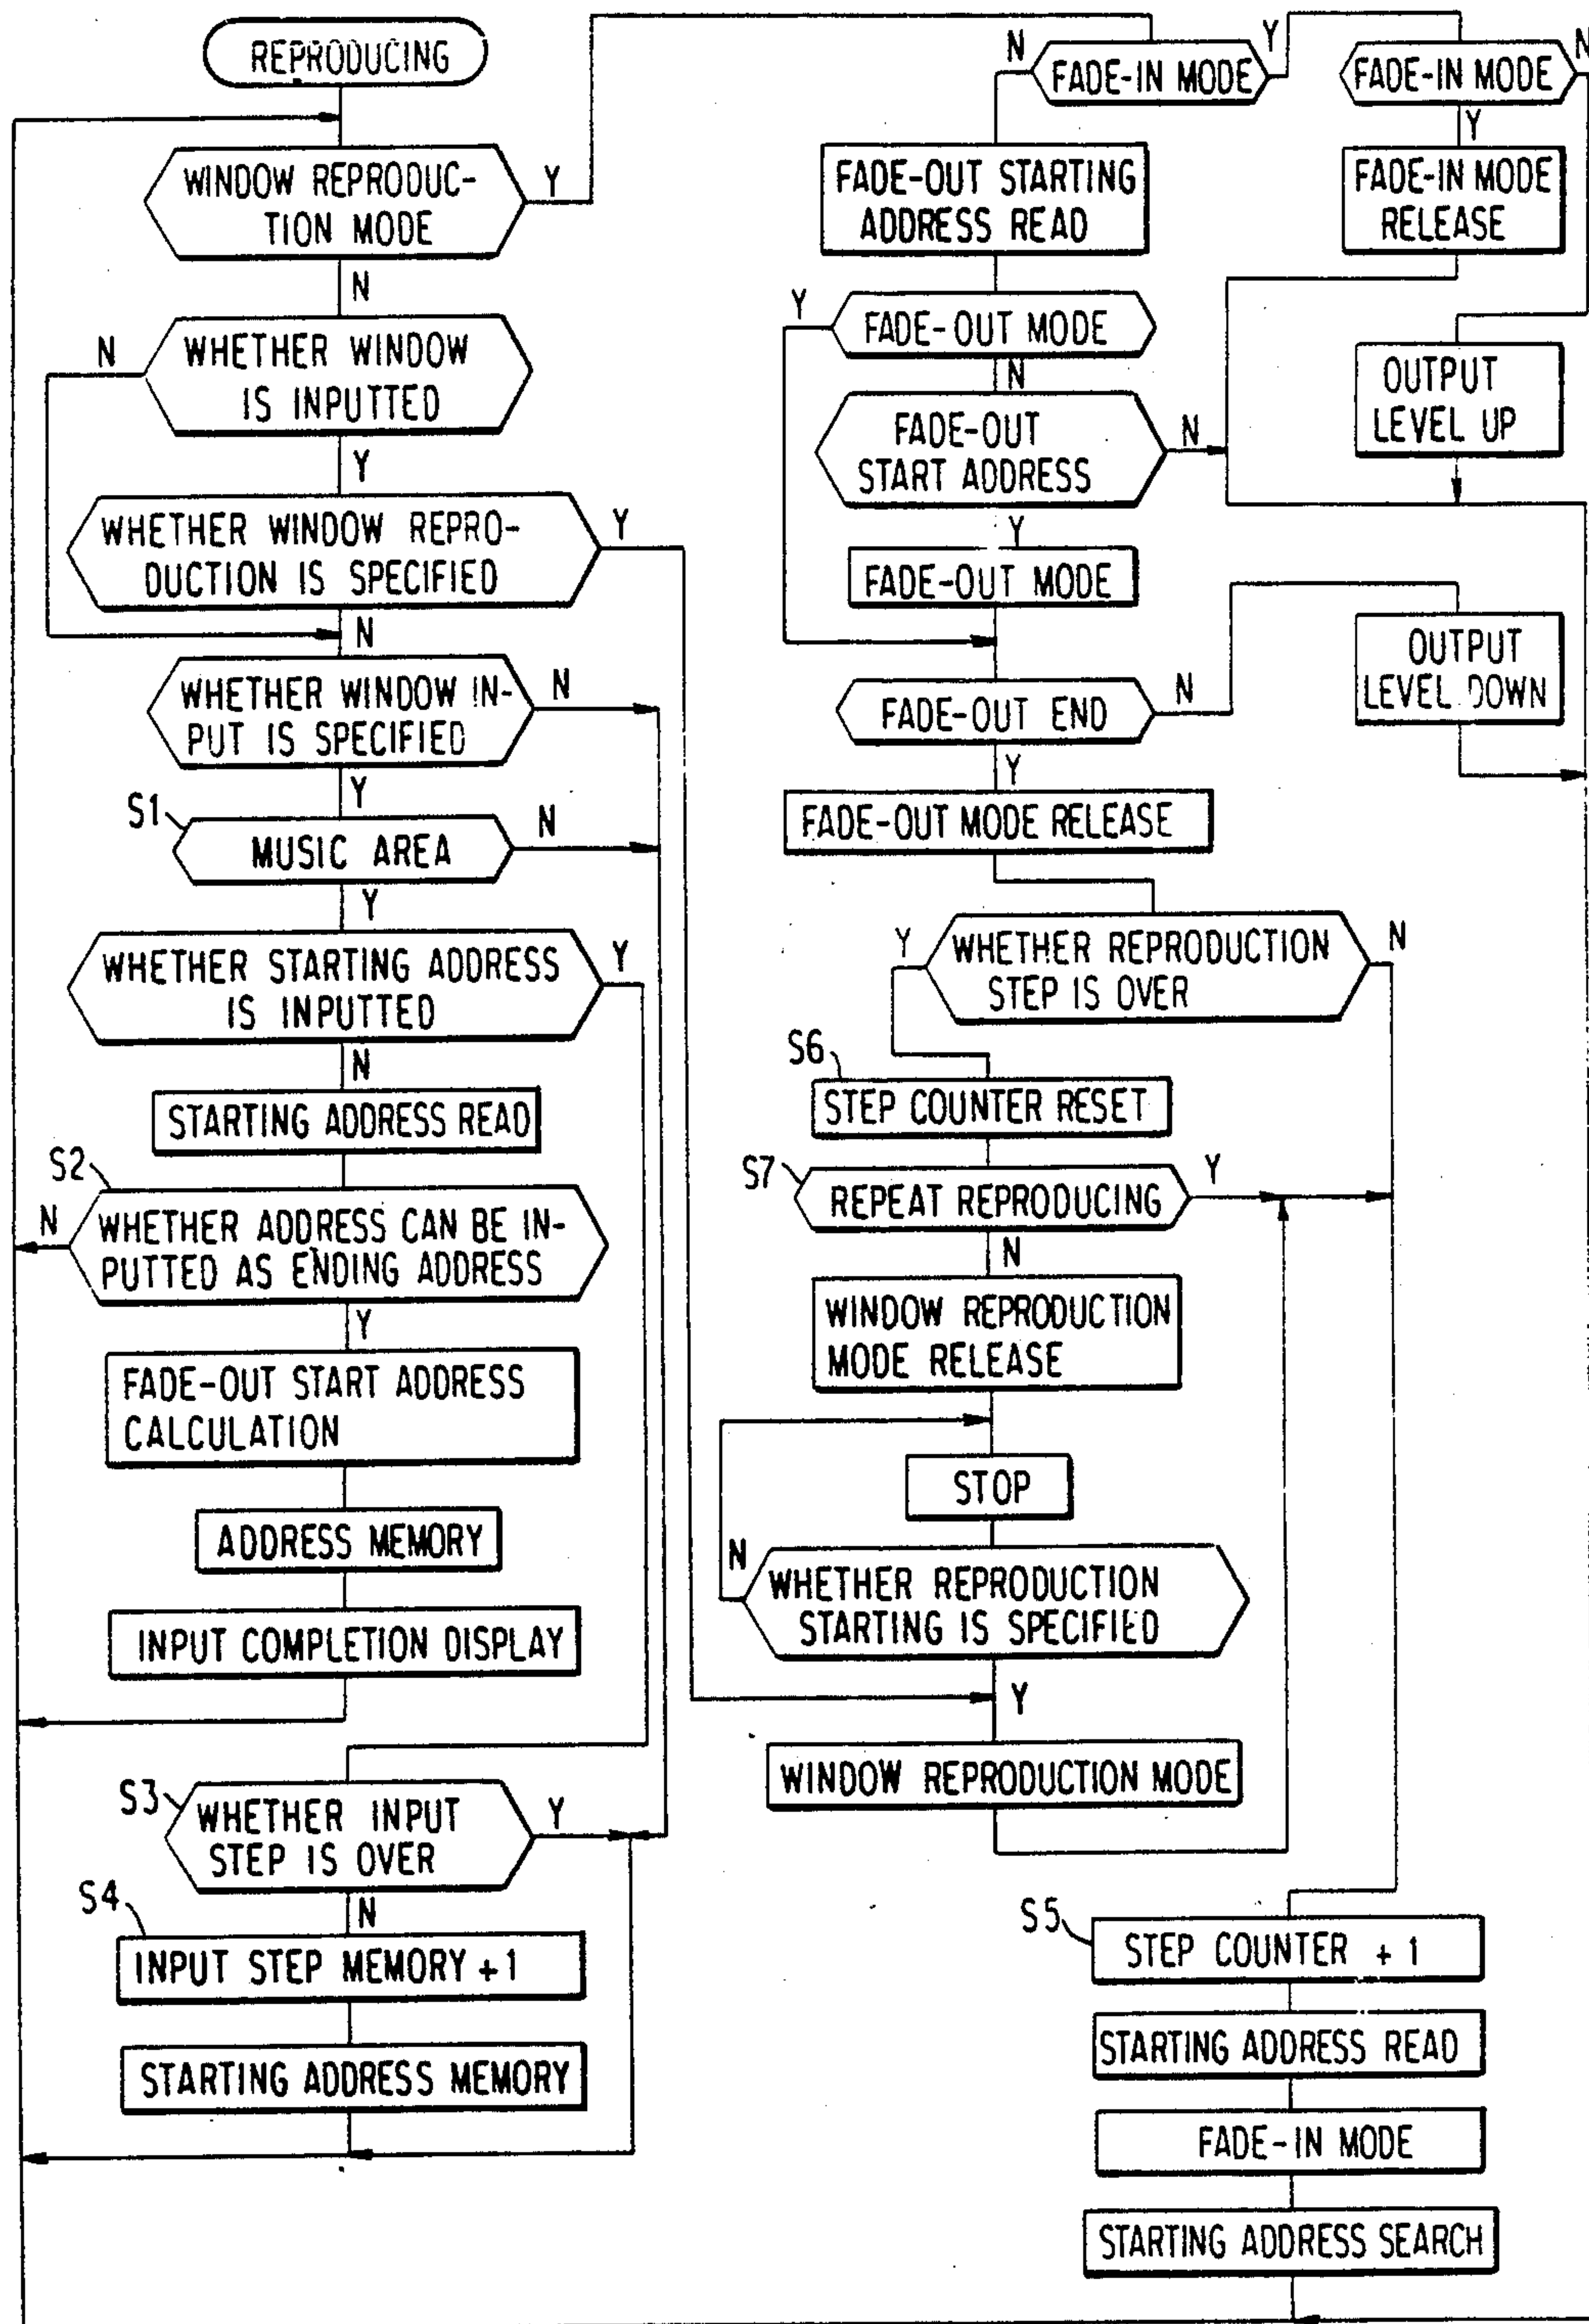 REPRODUCING
WINDOW REPRODUC-
TION MODE
Y
N
WHETHER WINDOW
IS INPUTTED
N
Y
WHETHER WINDOW REPRO-
DUCTION IS SPECIFIED
Y
N
WHETHER WINDOW IN-
PUT IS SPECIFIED
N
Y
S1
MUSIC AREA
N
Y
WHETHER STARTING ADDRESS
IS INPUTTED
Y
N
STARTING ADDRESS READ
S2
N
WHETHER ADDRESS CAN BE IN-
PUTTED AS ENDING ADDRESS
Y
FADE-OUT START ADDRESS
CALCULATION
ADDRESS MEMORY
INPUT COMPLETION DISPLAY
S3
WHETHER INPUT
STEP IS OVER
Y
N
S4
INPUT STEP MEMORY +1
STARTING ADDRESS MEMORY
N
FADE-IN MODE
Y
FADE-IN MODE
N
Y
FADE-IN MODE
RELEASE
OUTPUT
LEVEL UP
FADE-OUT STARTING
ADDRESS READ
Y
FADE-OUT MODE
N
FADE-OUT
START ADDRESS
N
Y
FADE-OUT MODE
FADE-OUT END
N
OUTPUT
LEVEL DOWN
Y
FADE-OUT MODE RELEASE
Y
WHETHER REPRODUCTION
STEP IS OVER
N
S6
STEP COUNTER RESET
S7
REPEAT REPRODUCING
Y
N
WINDOW REPRODUCTION
MODE RELEASE
STOP
N
WHETHER REPRODUCTION
STARTING IS SPECIFIED
Y
WINDOW REPRODUCTION MODE
S5
STEP COUNTER + 1
STARTING ADDRESS READ
FADE-IN MODE
STARTING ADDRESS SEARCH